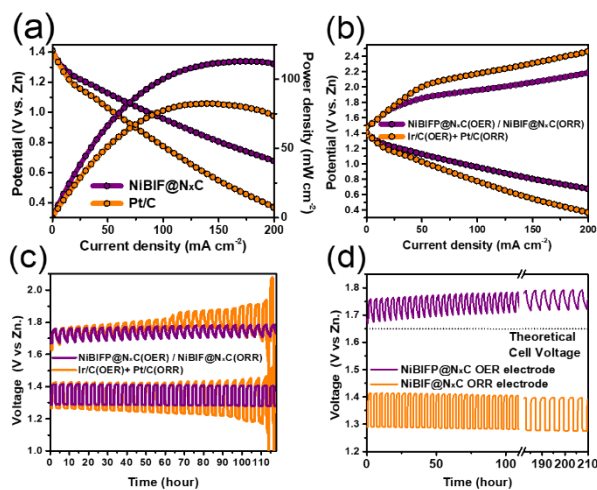 (a)
Potential (V vs. Zn)
1.4
1.2
1.0
0.8
0.6
0.4
100
50
0
Power density (mW cm⁻²)
NiBIF@NₓC
Pt/C
0 50 100 150 200
Current density/ mA cm⁻²
(b)
Potential (V vs. Zn)
2.4
2.2
2.0
1.8
1.6
1.4
1.2
1.0
0.8
0.6
0.4
NiBIFP@NₓC(OER) / NiBIF@NₓC(ORR)
Ir/C(OER)+ Pt/C(ORR)
0 50 100 150 200
Current density/ mA cm⁻²
(c)
Voltage (V vs Zn.)
2.0
1.8
1.6
1.4
1.2
1.0
NiBIFP@NₓC(OER) / NiBIF@NₓC(ORR)
Ir/C(OER)+ Pt/C(ORR)
0 10 20 30 40 50 60 70 80 90 100 110
Time (hour)
(d)
Voltage (V vs Zn.)
1.8
1.7
1.6
1.5
1.4
1.3
1.2
Theoretical
Cell Voltage
NiBIFP@NₓC OER electrode
NiBIF@NₓC ORR electrode
0 50 100 190 200 210
Time (hour)